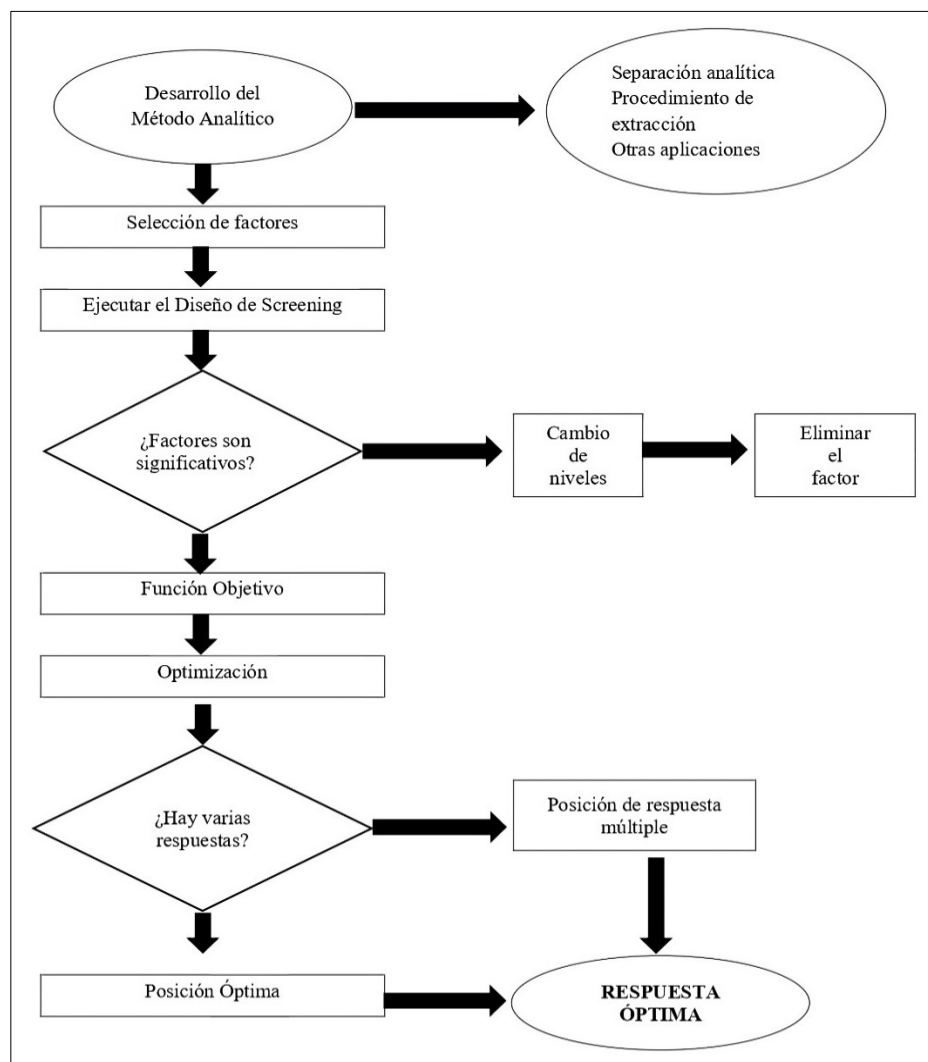 Desarrollo del
Método Analítico
Separación analítica
Procedimiento de
extracción
Otras aplicaciones
Selección de factores
Ejecutar el Diseño de Screening
¿Factores son
significativos?
Cambio
de
niveles
Eliminar
el
factor
Función Objetivo
Optimización
¿Hay varias
respuestas?
Posición de respuesta
múltiple
Posición Óptima
RESPUESTA
ÓPTIMA